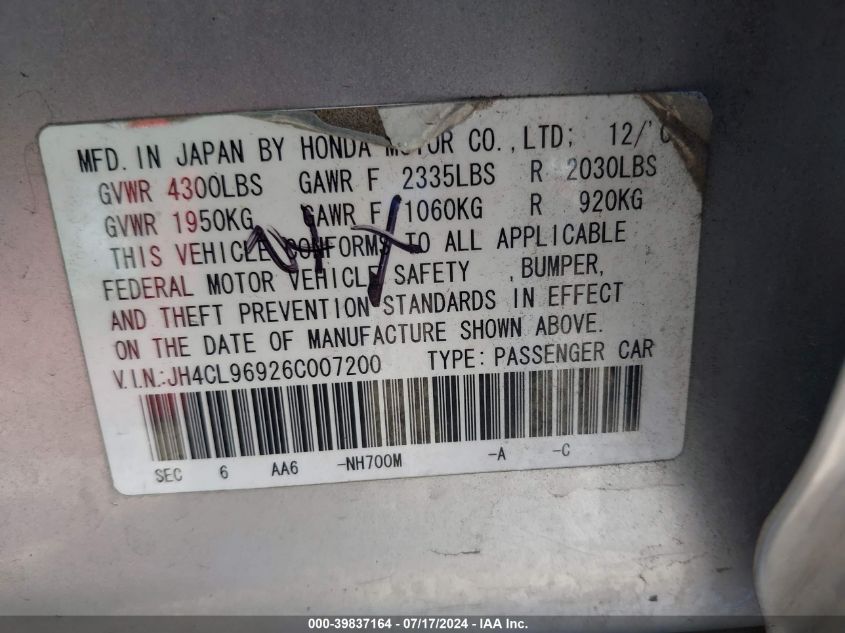 MFD. IN JAPAN BY HONDA MOTOR CO., LTD; 12/'0
GVWR 4300LBS GAWR F 2335LBS R 2030LBS
GVWR 1950KG GAWR F 1060KG R 920KG
THIS VEHICLE CONFORMS TO ALL APPLICABLE
FEDERAL MOTOR VEHICLE SAFETY , BUMPER,
AND THEFT PREVENTION STANDARDS IN EFFECT
ON THE DATE OF MANUFACTURE SHOWN ABOVE.
V.I.N.:JH4CL96926C007200 TYPE: PASSENGER CAR
SEC 6 AA6 -NH700M -A -C
000-39837164 - 07/17/2024 - IAA Inc.